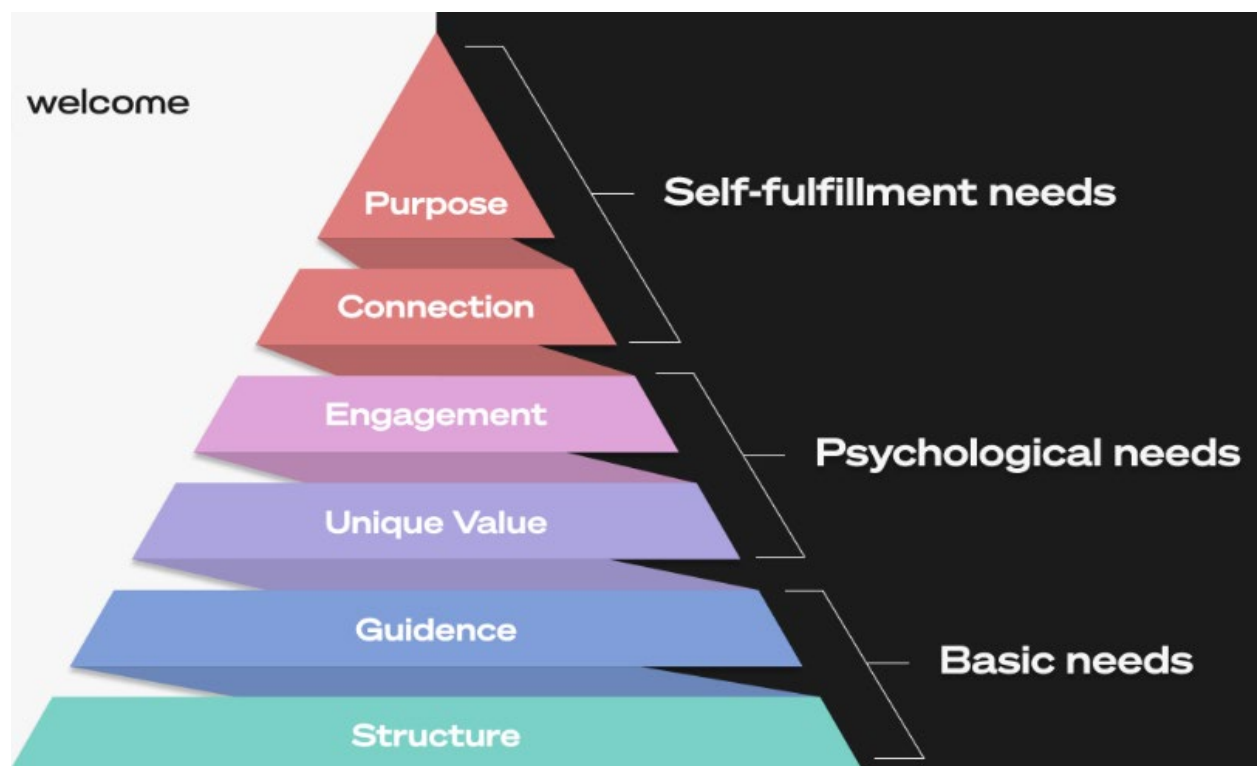 welcome
Purpose
Self-fulfillment needs
Connection
Engagement
Psychological needs
Unique Value
Guidence
Basic needs
Structure